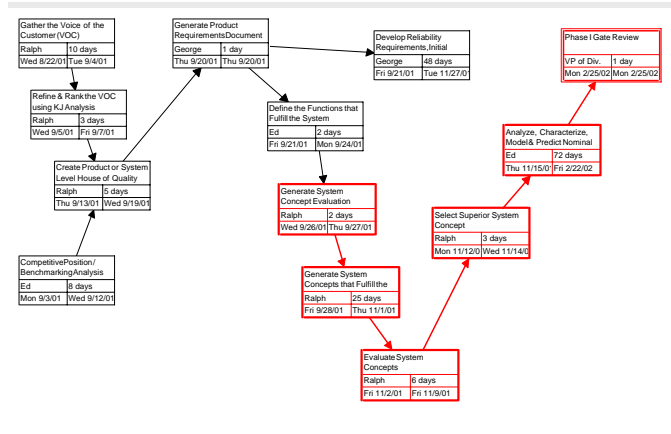 Gather the Voice of the
Customer (VOC)
Ralph 10 days
Wed 8/22/01 Tue 9/4/01
Generate Product
Requirements Document
George 1 day
Thu 9/20/01 Thu 9/20/01
Develop Reliability
Requirements, Initial
George 48 days
Fri 9/21/01 Tue 11/27/0
Phase I Gate Review
VP of Div. 1 day
Mon 2/25/02 Mon 2/25/02
Refine & Rank the VOC
using KJ Analysis
Ralph 3 days
Wed 9/5/01 Fri 9/7/01
Define the Functions that
Fulfill the System
Ed 2 days
Fri 9/21/01 Mon 9/24/01
Analyze, Characterize,
Model & Predict Nominal
Ed 72 days
Thu 11/15/0 Fri 2/22/02
Create Product or System
Level House of Quality
Ralph 5 days
Thu 9/13/01 Wed 9/19/01
Generate System
Concept Evaluation
Ralph 2 days
Wed 9/26/01 Thu 9/27/01
Select Superior System
Concept
Ralph 3 days
Mon 11/12/0 Wed 11/14/0
Competitive Position /
Benchmarking Analysis
Ed 8 days
Mon 9/3/01 Wed 9/12/01
Generate System
Concepts that Fulfill the
Ralph 25 days
Fri 9/28/01 Thu 11/1/01
Evaluate System
Concepts
Ralph 6 days
Fri 11/2/01 Fri 11/9/01